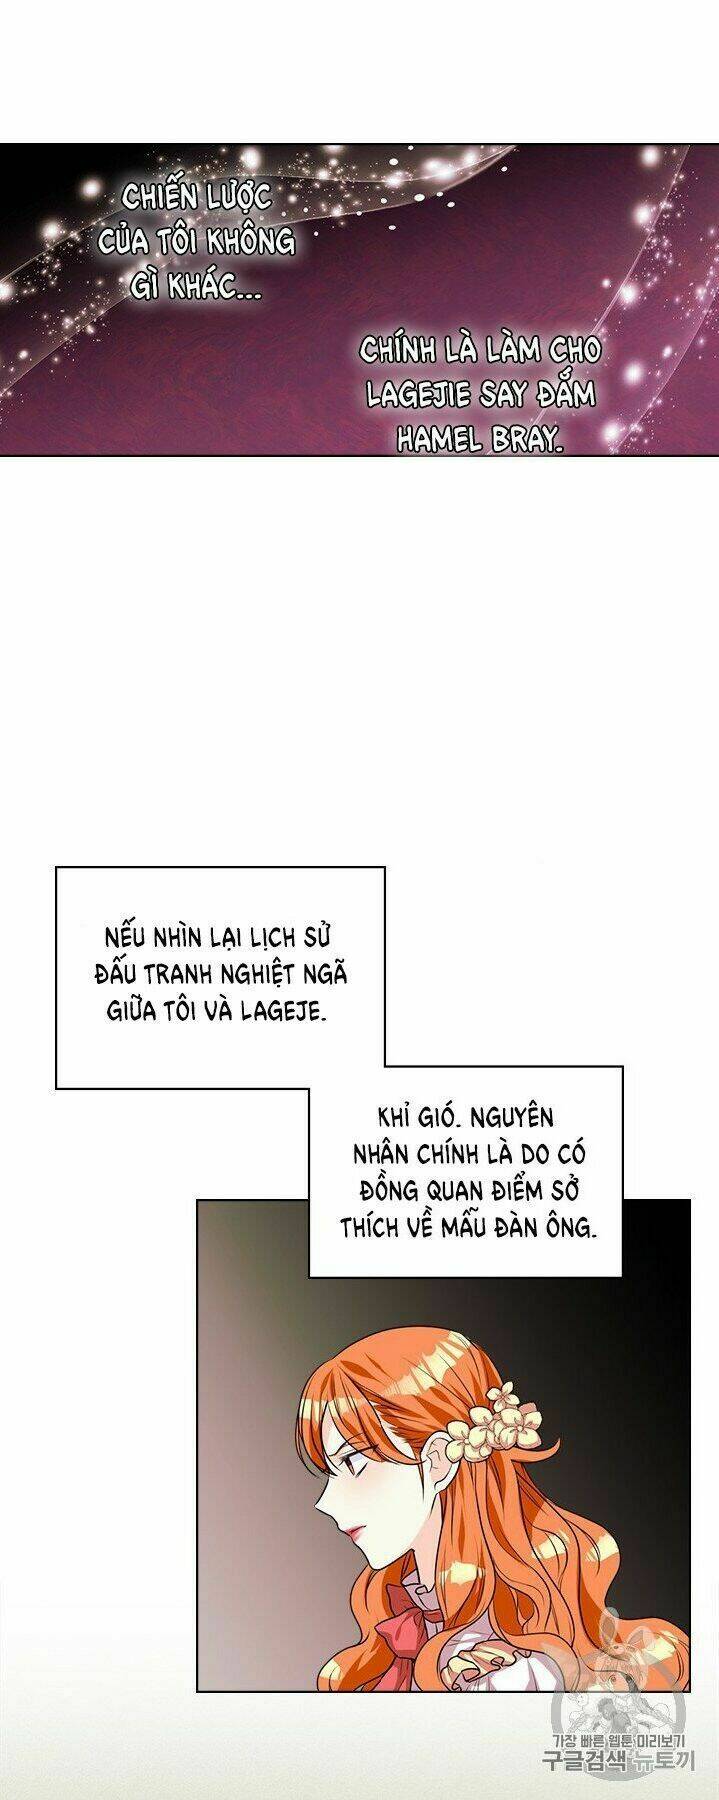 CHIẾN LƯỢC
CỦA TÔI KHÔNG
GÌ KHÁC...
CHÍNH LÀ LÀM CHO
LAGEJIE SAY ĐẮM
HAMEL BRAY.
NẾU NHÌN LẠI LỊCH SỬ
ĐẤU TRANH NGHIỆT NGÃ
GIỮA TÔI VÀ LAGEJE.
KHỈ GIÓ. NGUYÊN
NHÂN CHÍNH LÀ DO CÓ
ĐỒNG QUAN ĐIỂM SỞ
THÍCH VỀ MẪU ĐÀN ÔNG.
가장 빠른 웹툰 미리보기
구글검색 뉴토끼